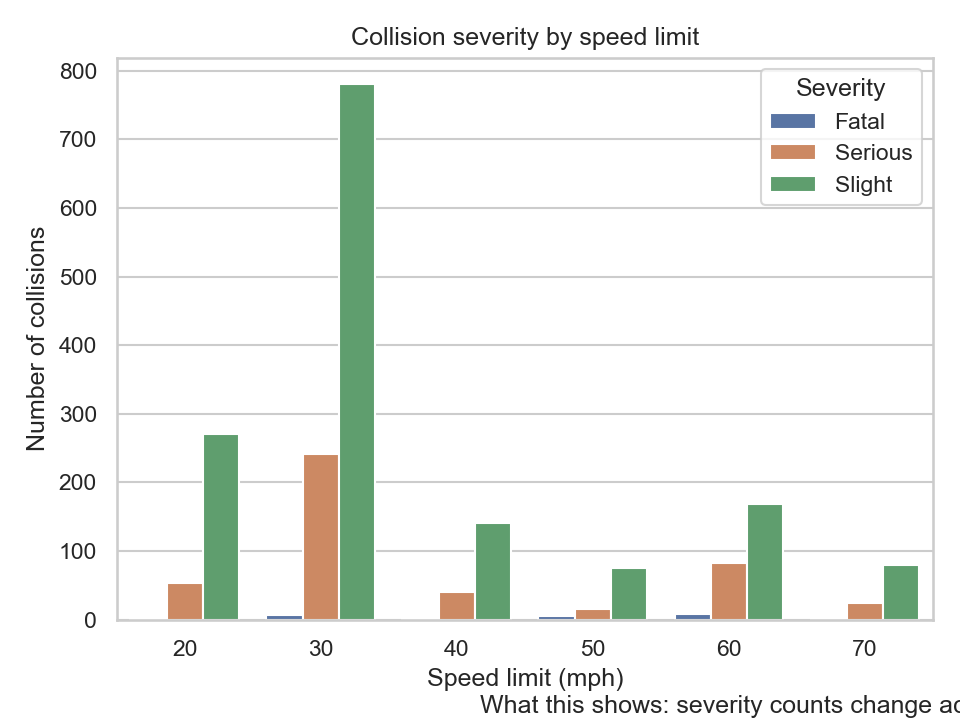 Collision severity by speed limit
Severity
Fatal
Serious
Slight
Number of collisions
800
700
600
500
400
300
200
100
0
20 30 40 50 60 70
Speed limit (mph)
What this shows: severity counts change